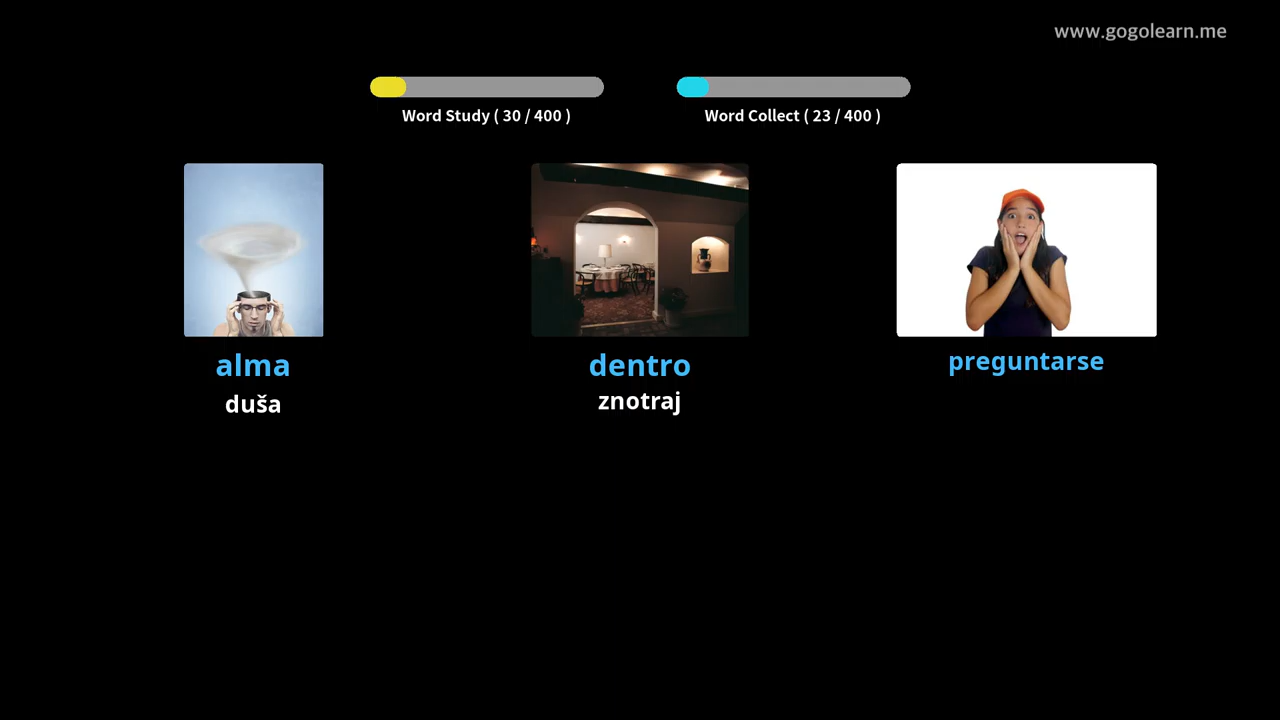 www.gogolearn.me
Word Study ( 30 / 400 )
Word Collect ( 23 / 400 )
alma
duša
dentro
znotraj
preguntarse